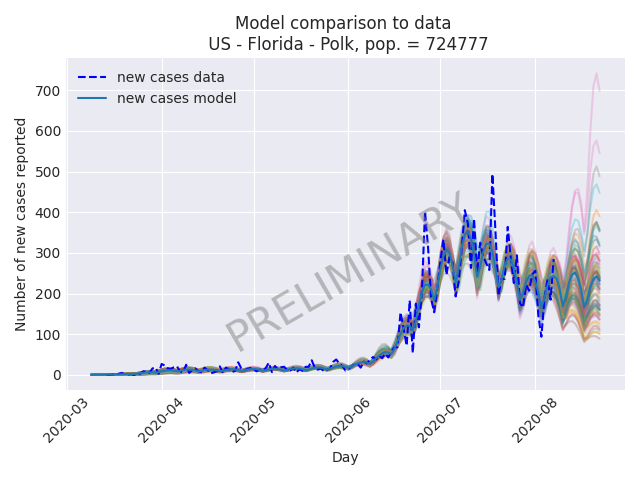 Model comparison to data
US - Florida - Polk, pop. = 724777
new cases data
new cases model
Number of new cases reported
700
600
500
400
300
200
100
0
PRELIMINARY
2020-03
2020-04
2020-05
2020-06
2020-07
2020-08
Day